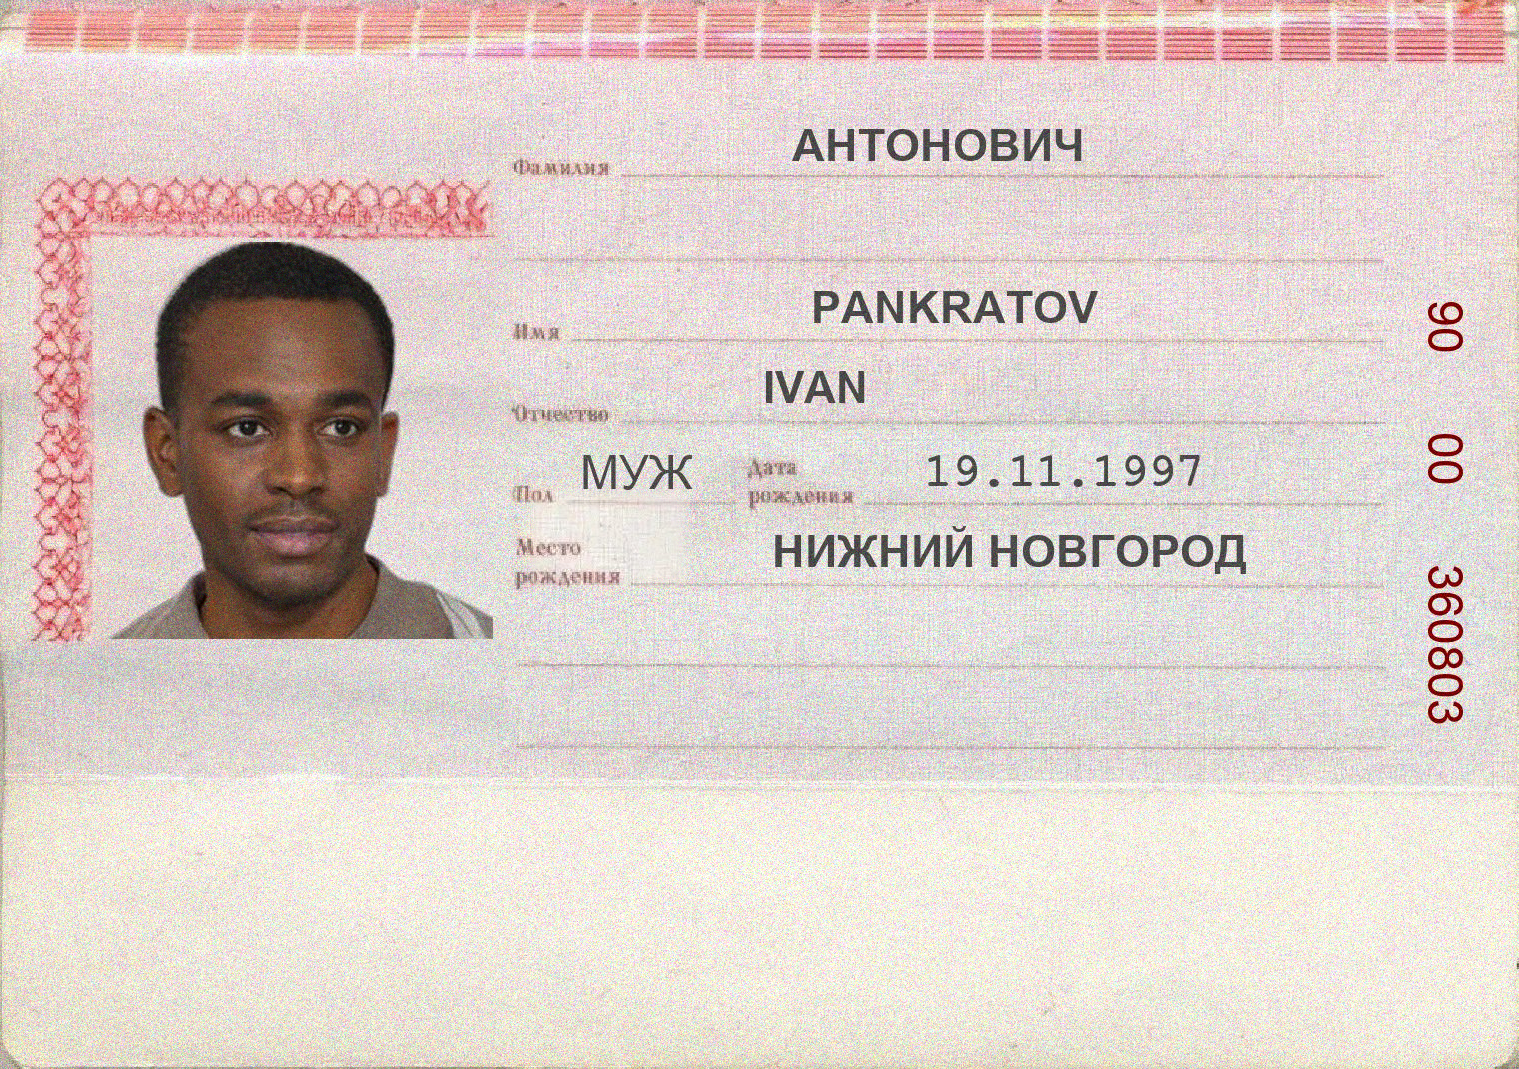 Фамилия АНТОНОВИЧ
Имя PANKRATOV
Отчество IVAN
Пол МУЖ Дата рождения 19.11.1997
Место рождения НИЖНИЙ НОВГОРОД
90 00 360803